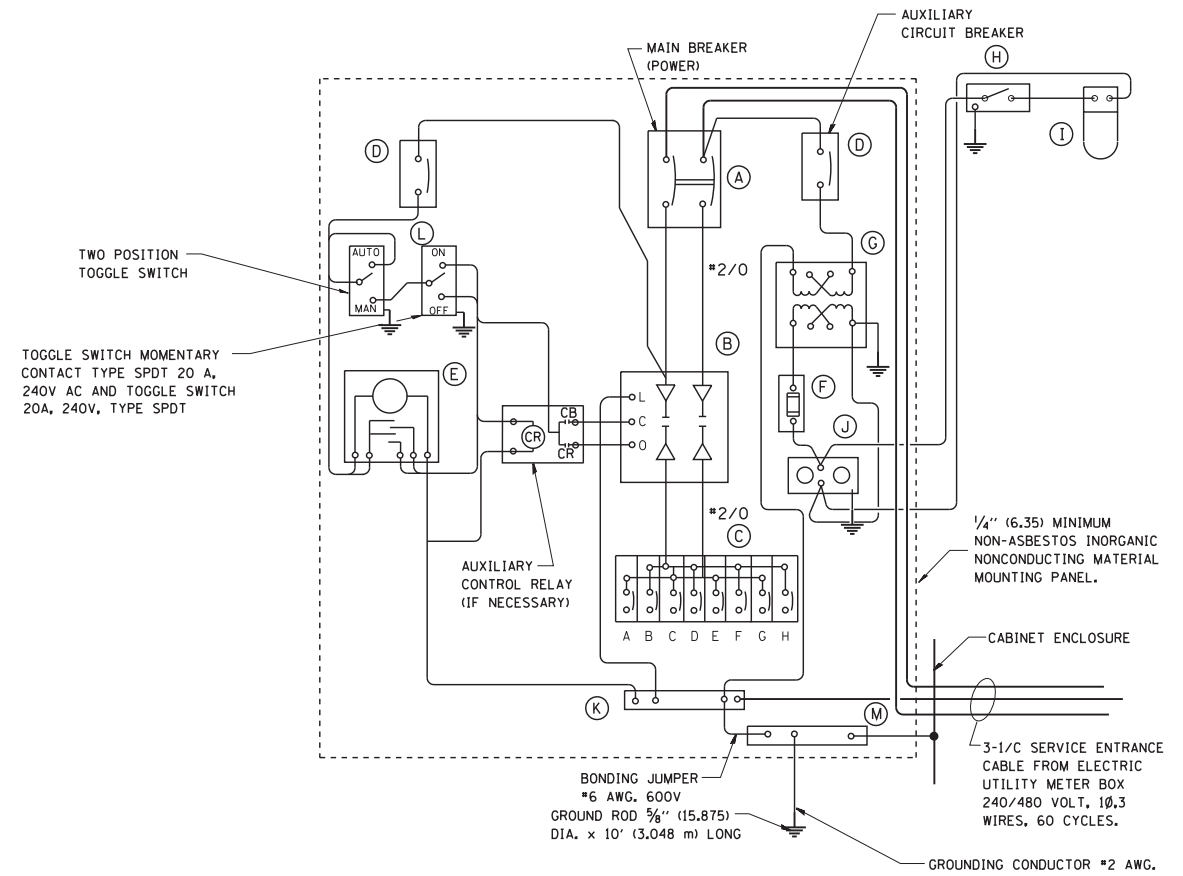 AUXILIARY
CIRCUIT BREAKER
MAIN BREAKER
(POWER)
H
D
D
I
A
L
G
TWO POSITION
TOGGLE SWITCH
AUTO
MAN
ON
OFF
#2/0
TOGGLE SWITCH MOMENTARY
CONTACT TYPE SPDT 20 A,
240V AC AND TOGGLE SWITCH
20A, 240V, TYPE SPDT
B
E
F
L
C
O
CB
CR
CR
J
#2/0
C
1/4" (6.35) MINIMUM
NON-ASBESTOS INORGANIC
NONCONDUCTING MATERIAL
MOUNTING PANEL.
AUXILIARY
CONTROL RELAY
(IF NECESSARY)
A B C D E F G H
CABINET ENCLOSURE
K
M
3-1/C SERVICE ENTRANCE
CABLE FROM ELECTRIC
UTILITY METER BOX
240/480 VOLT, 1Ø,3
WIRES, 60 CYCLES.
BONDING JUMPER
#6 AWG. 600V
GROUND ROD 5/8" (15.875)
DIA. x 10' (3.048 m) LONG
GROUNDING CONDUCTOR #2 AWG.